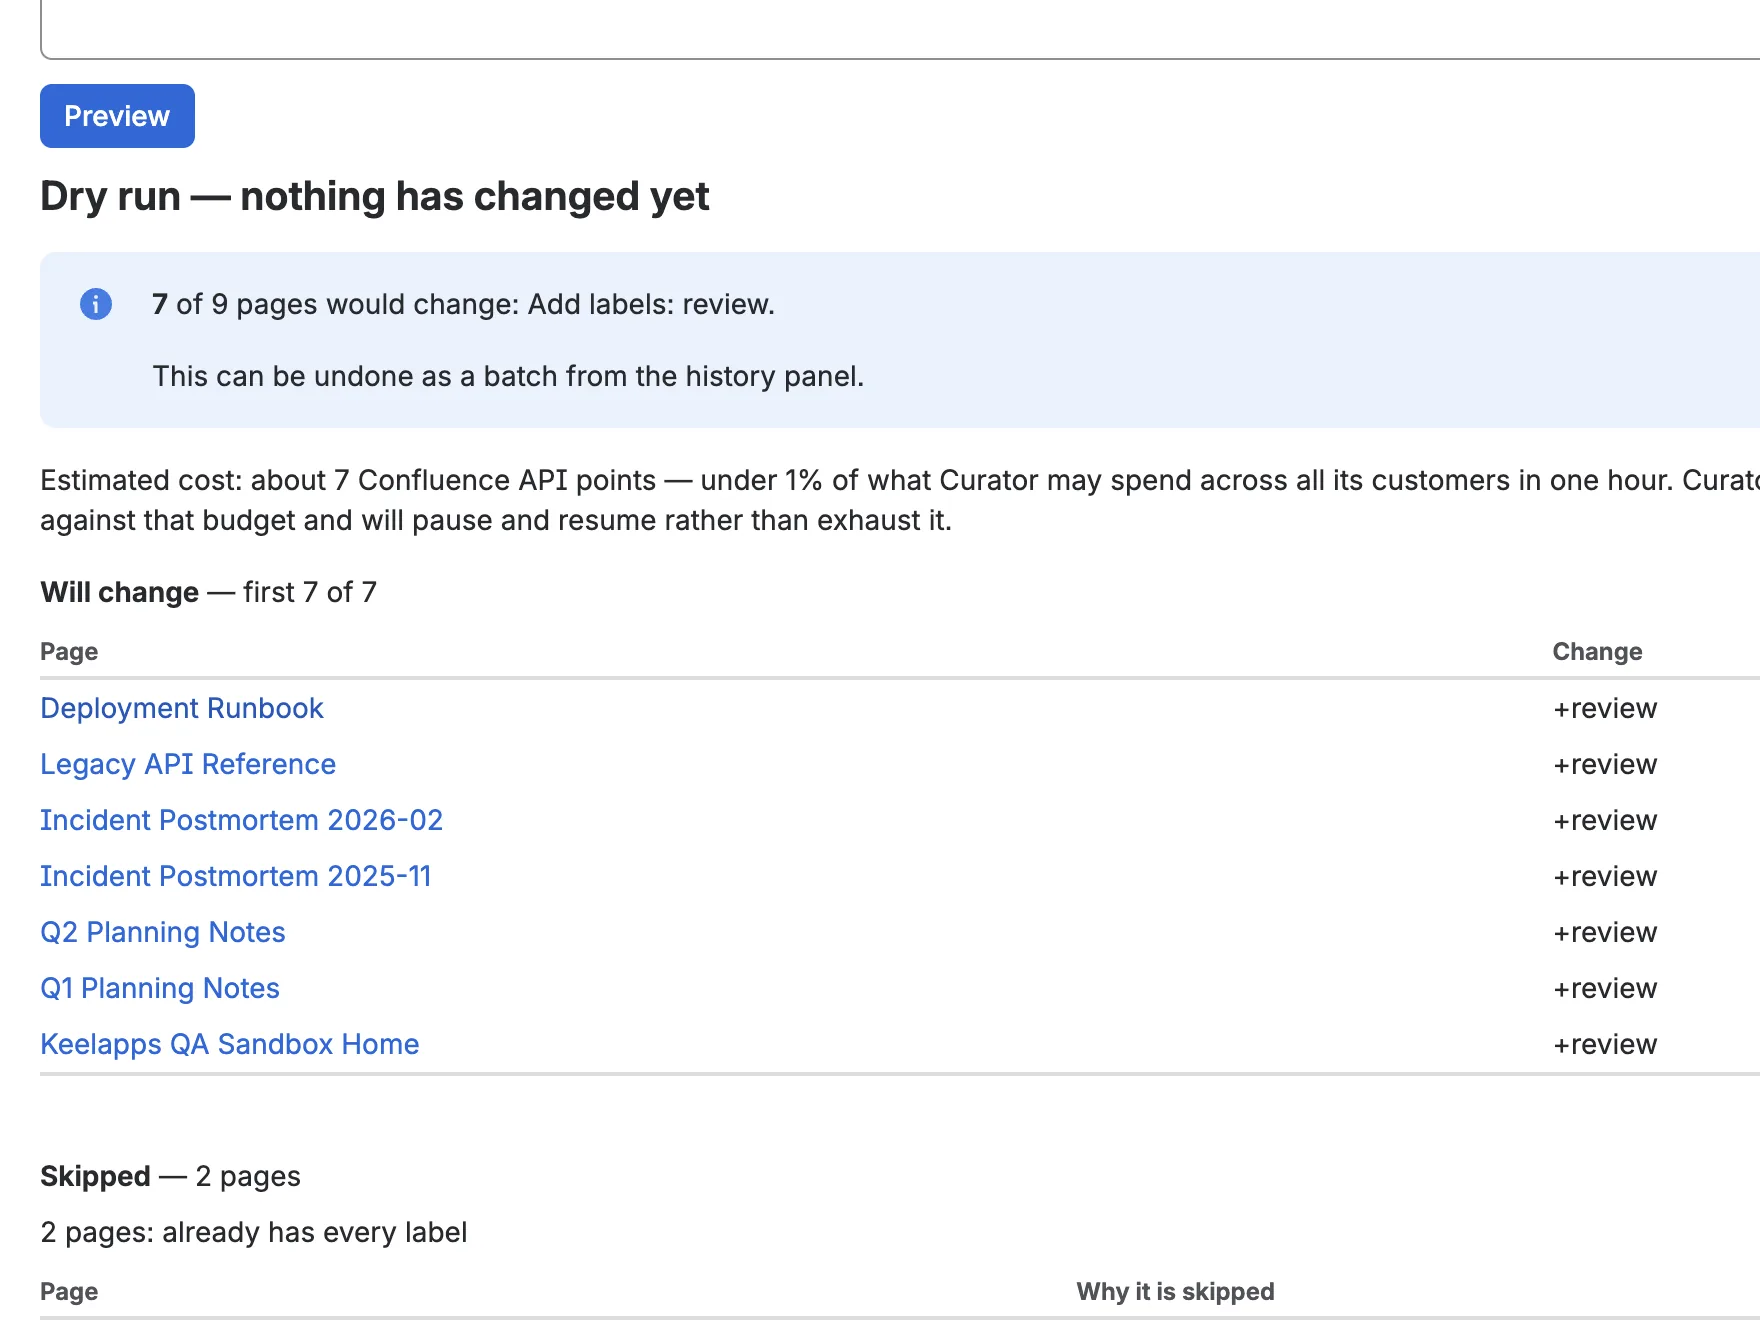 Preview
Dry run — nothing has changed yet
7 of 9 pages would change: Add labels: review.
This can be undone as a batch from the history panel.
Estimated cost: about 7 Confluence API points — under 1% of what Curator may spend across all its customers in one hour.
against that budget and will pause and resume rather than exhaust it.
Will change — first 7 of 7
Page Change
Deployment Runbook +review
Legacy API Reference +review
Incident Postmortem 2026-02 +review
Incident Postmortem 2025-11 +review
Q2 Planning Notes +review
Q1 Planning Notes +review
Keelapps QA Sandbox Home +review
Skipped — 2 pages
2 pages: already has every label
Page Why it is skipped